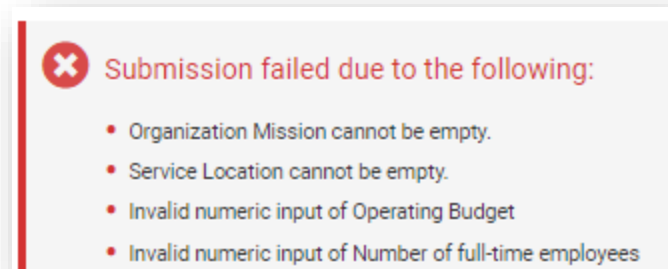 Submission failed due to the following:
• Organization Mission cannot be empty.
• Service Location cannot be empty.
• Invalid numeric input of Operating Budget
• Invalid numeric input of Number of full-time employees